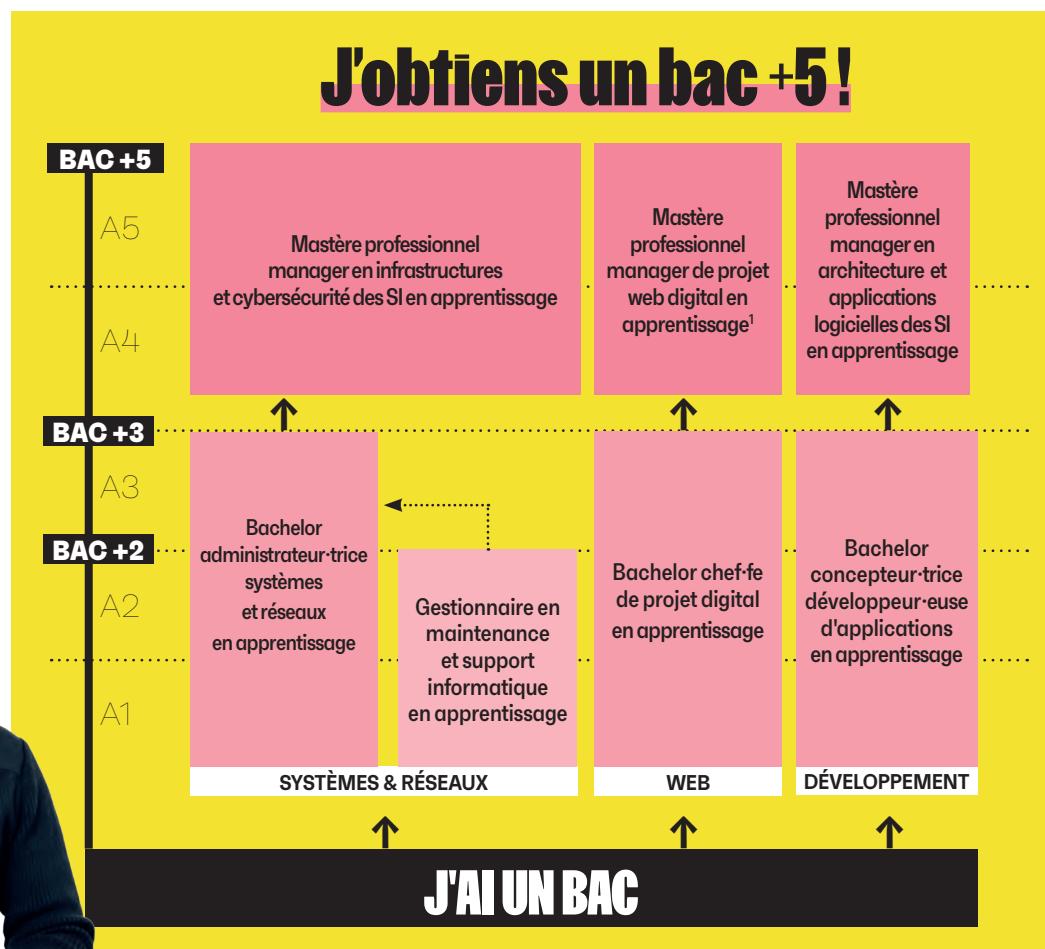 J'obtiens un bac +5 !
BAC +5
A5
A4
Mastère professionnel
manager en infrastructures
et cybersécurité des SI en apprentissage
Mastère
professionnel
manager de projet
web digital en
apprentissage¹
Mastère
professionnel
manager en
architecture et
applications
logicielles des SI
en apprentissage
BAC +3
A3
BAC +2
A2
A1
Bachelor
administrateur·trice
systèmes
et réseaux
en apprentissage
Gestionnaire en
maintenance
et support
informatique
en apprentissage
Bachelor chef·fe
de projet digital
en apprentissage
Bachelor
concepteur·trice
développeur·euse
d'applications
en apprentissage
SYSTÈMES & RÉSEAUX
WEB
DÉVELOPPEMENT
J'AI UN BAC